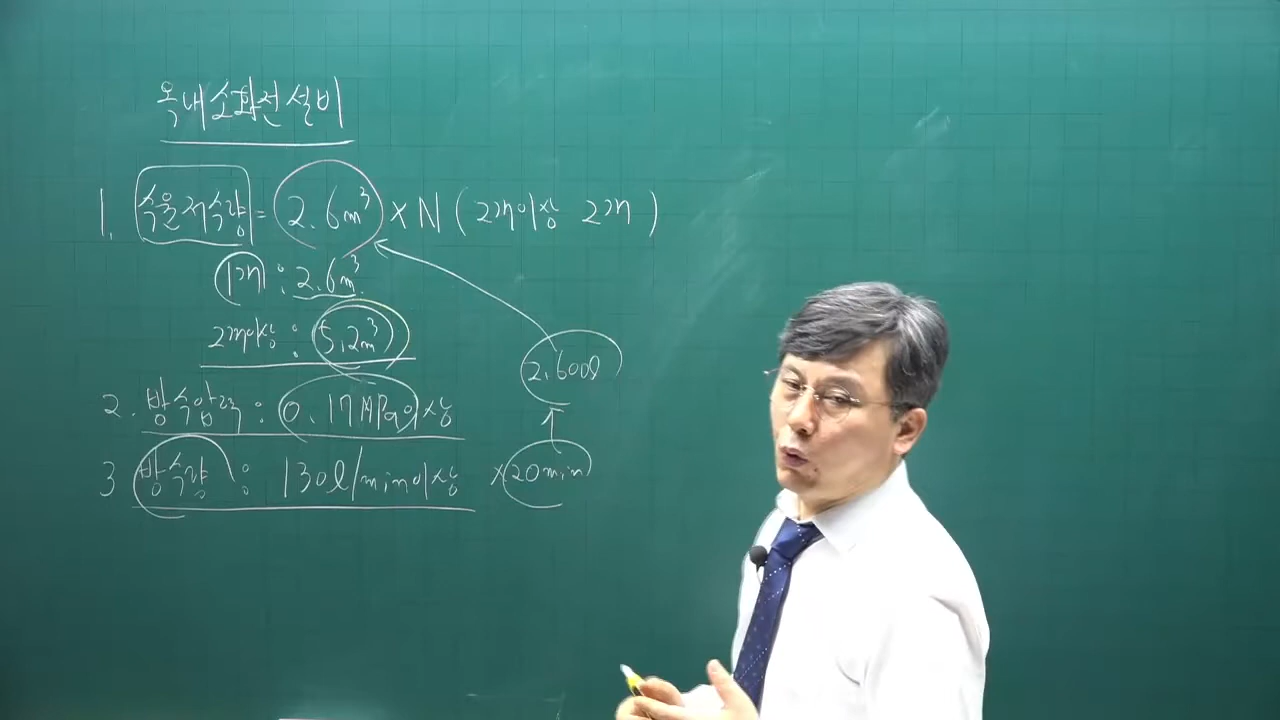 옥내소화전설비
1. 수원저수량 = 2.6m³ × N (2개이상 2개)
1개 : 2.6m³
2개이상 : 5.2m³
2.600ℓ
2. 방수압력 : 0.17MPa이상
3 방수량 : 130ℓ/min이상 ×20min